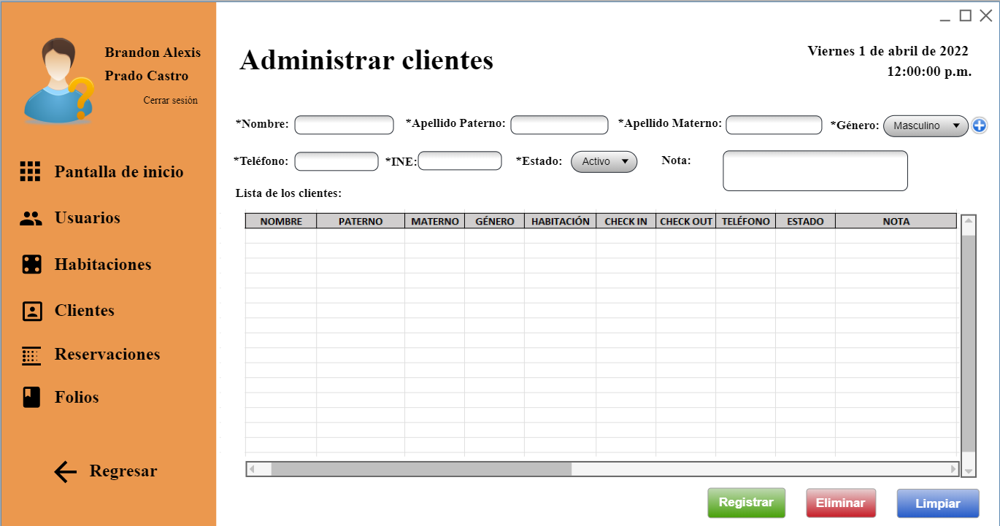 Brandon Alexis
Prado Castro
Cerrar sesión
Pantalla de inicio
Usuarios
Habitaciones
Clientes
Reservaciones
Folios
Regresar
Administrar clientes
Viernes 1 de abril de 2022
12:00:00 p.m.
*Nombre: *Apellido Paterno: *Apellido Materno: *Género: Masculino
*Teléfono: *INE: *Estado: Activo Nota:
Lista de los clientes:
NOMBRE PATERNO MATERNO GÉNERO HABITACIÓN CHECK IN CHECK OUT TELÉFONO ESTADO NOTA
Registrar Eliminar Limpiar